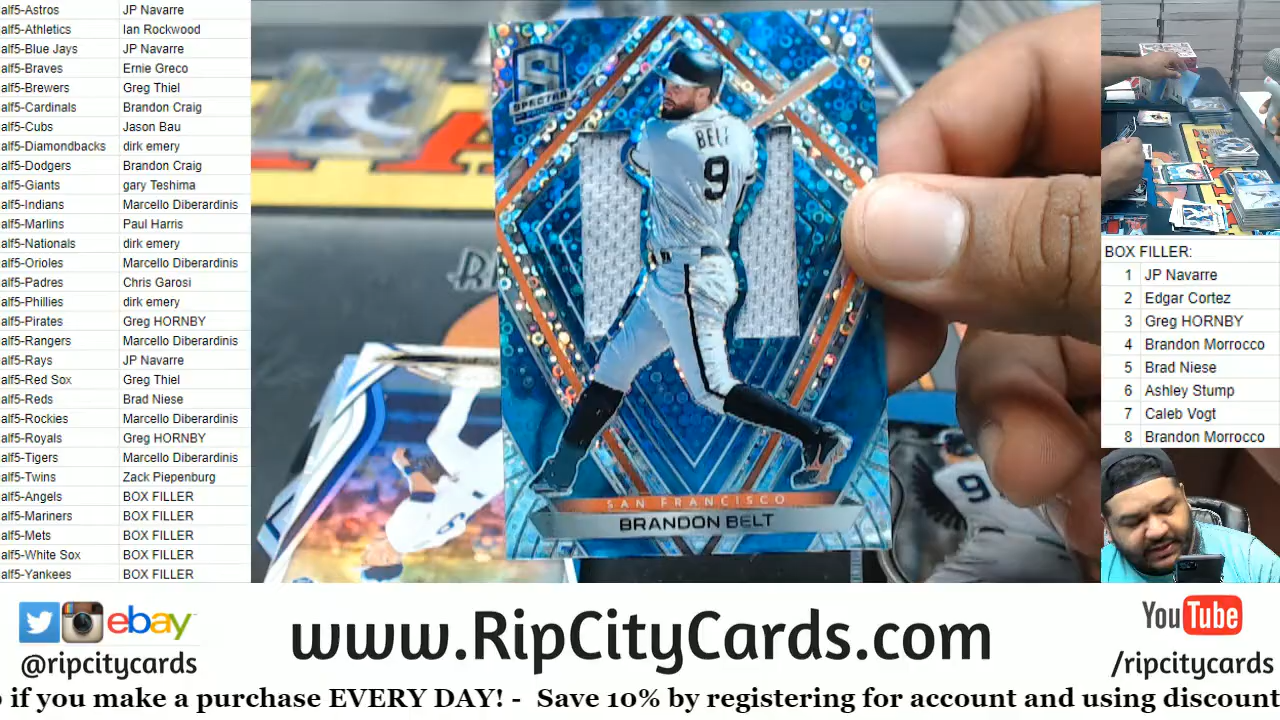 alf5-Astros JP Navarre
alf5-Athletics Ian Rockwood
alf5-Blue Jays JP Navarre
alf5-Braves Ernie Greco
alf5-Brewers Greg Thiel
alf5-Cardinals Brandon Craig
alf5-Cubs Jason Bau
alf5-Diamondbacks dirk emery
alf5-Dodgers Brandon Craig
alf5-Giants gary Teshima
alf5-Indians Marcello Diberardinis
alf5-Marlins Paul Harris
alf5-Nationals dirk emery
alf5-Orioles Marcello Diberardinis
alf5-Padres Chris Garosi
alf5-Phillies dirk emery
alf5-Pirates Greg HORNBY
alf5-Rangers Marcello Diberardinis
alf5-Rays JP Navarre
alf5-Red Sox Greg Thiel
alf5-Reds Brad Niese
alf5-Rockies Marcello Diberardinis
alf5-Royals Greg HORNBY
alf5-Tigers Marcello Diberardinis
alf5-Twins Zack Piepenburg
alf5-Angels BOX FILLER
alf5-Mariners BOX FILLER
alf5-Mets BOX FILLER
alf5-White Sox BOX FILLER
alf5-Yankees BOX FILLER
S
SPECTRA
BELT
9
SAN FRANCISCO
BRANDON BELT
9
BOX FILLER:
1 JP Navarre
2 Edgar Cortez
3 Greg HORNBY
4 Brandon Morrocco
5 Brad Niese
6 Ashley Stump
7 Caleb Vogt
8 Brandon Morrocco
ebay
@ripcitycards
www.RipCityCards.com
YouTube
/ripcitycards
if you make a purchase EVERY DAY! - Save 10% by registering for account and using discount